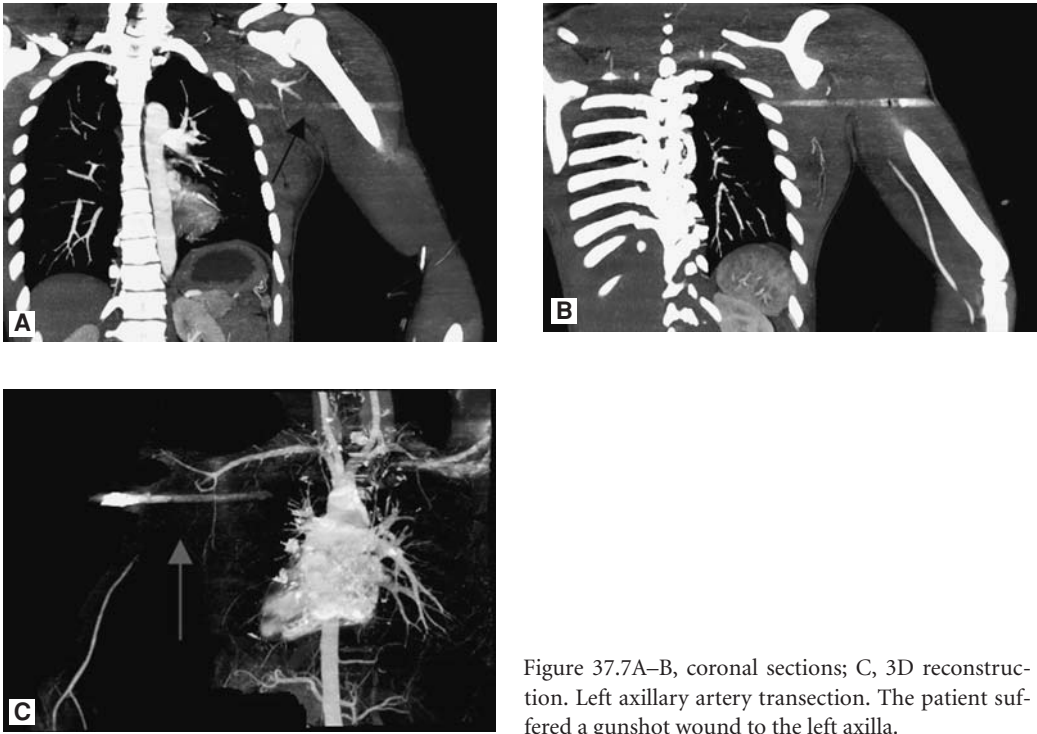 A
B
C
Figure 37.7A–B, coronal sections; C, 3D reconstruc-
tion. Left axillary artery transection. The patient suf-
fered a gunshot wound to the left axilla.